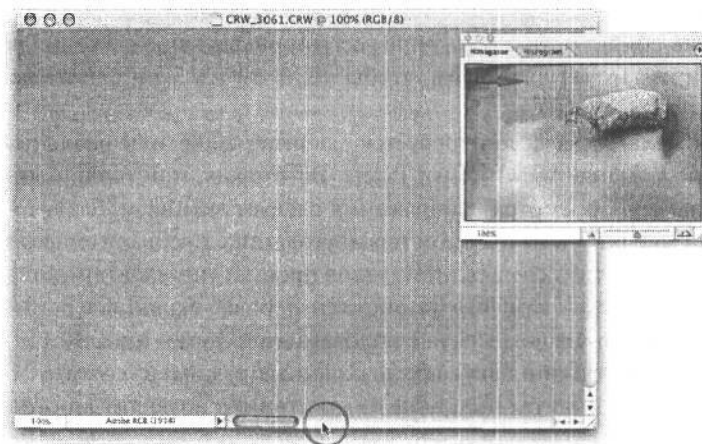 CRW_3061.CRW @ 100% (RGB/8)
Navigator Histogram
100%
100% Adobe RGB (1998)